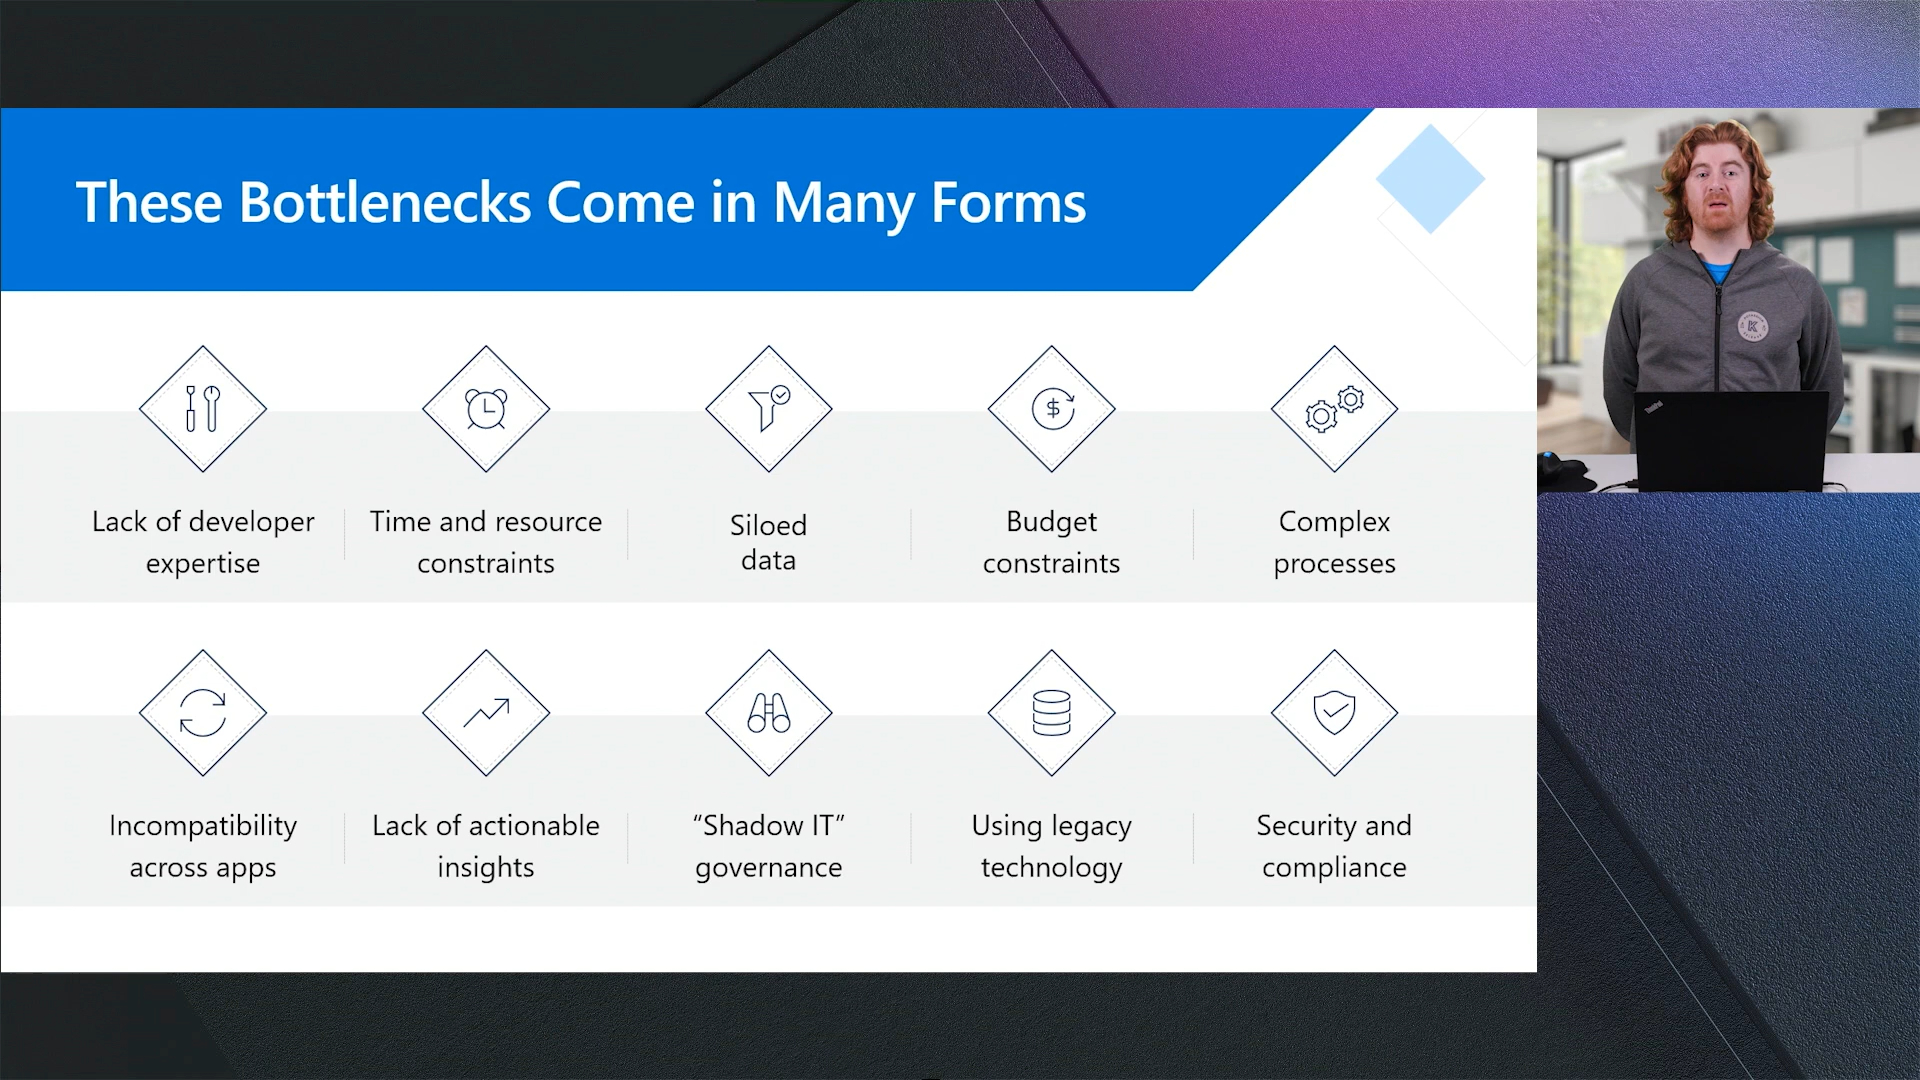 These Bottlenecks Come in Many Forms
Lack of developer
expertise
Time and resource
constraints
Siloed
data
Budget
constraints
Complex
processes
Incompatibility
across apps
Lack of actionable
insights
“Shadow IT”
governance
Using legacy
technology
Security and
compliance
K
ThinkPad